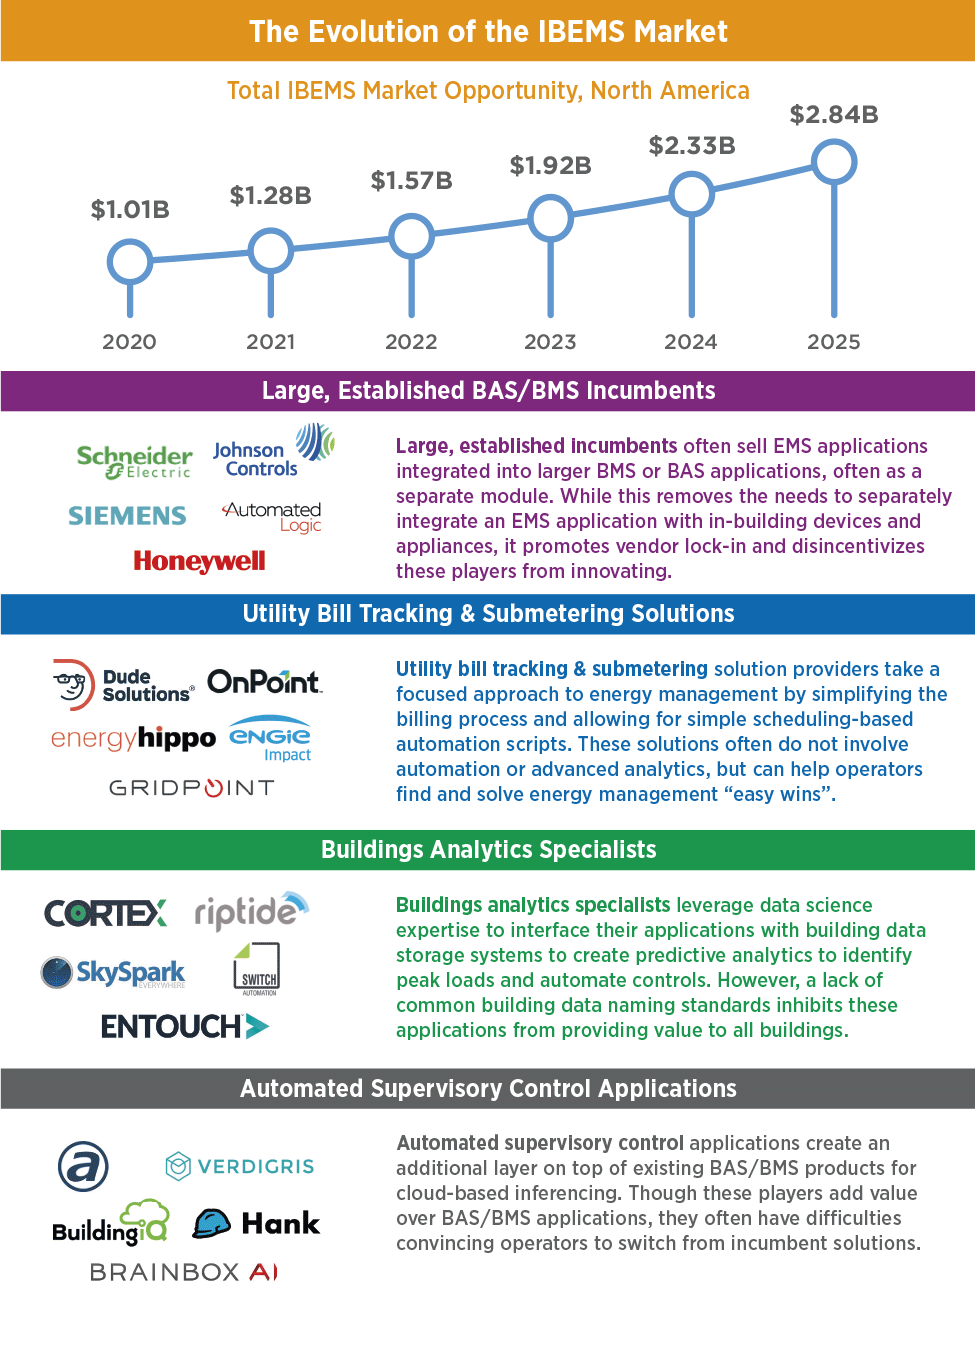 The Evolution of the IBEMS Market
Total IBEMS Market Opportunity, North America
$1.01B
$1.28B
$1.57B
$1.92B
$2.33B
$2.84B
2020
2021
2022
2023
2024
2025
Large, Established BAS/BMS Incumbents
Schneider
Electric
Johnson
Controls
SIEMENS
Automated
Logic
Honeywell
Large, established incumbents often sell EMS applications
integrated into larger BMS or BAS applications, often as a
separate module. While this removes the needs to separately
integrate an EMS application with in-building devices and
appliances, it promotes vendor lock-in and disincentivizes
these players from innovating.
Utility Bill Tracking & Submetering Solutions
Dude
Solutions®
OnPoint™
energyhippo
ENGIE
Impact
GRIDPOINT
Utility bill tracking & submetering solution providers take a
focused approach to energy management by simplifying the
billing process and allowing for simple scheduling-based
automation scripts. These solutions often do not involve
automation or advanced analytics, but can help operators
find and solve energy management “easy wins”.
Buildings Analytics Specialists
CORTEX
riptide
SkySpark
EVERYWHERE
SWITCH
AUTOMATION
ENTOUCH
Buildings analytics specialists leverage data science
expertise to interface their applications with building data
storage systems to create predictive analytics to identify
peak loads and automate controls. However, a lack of
common building data naming standards inhibits these
applications from providing value to all buildings.
Automated Supervisory Control Applications
a
VERDIGRIS
BuildingIQ
Hank
BRAINBOX AI
Automated supervisory control applications create an
additional layer on top of existing BAS/BMS products for
cloud-based inferencing. Though these players add value
over BAS/BMS applications, they often have difficulties
convincing operators to switch from incumbent solutions.